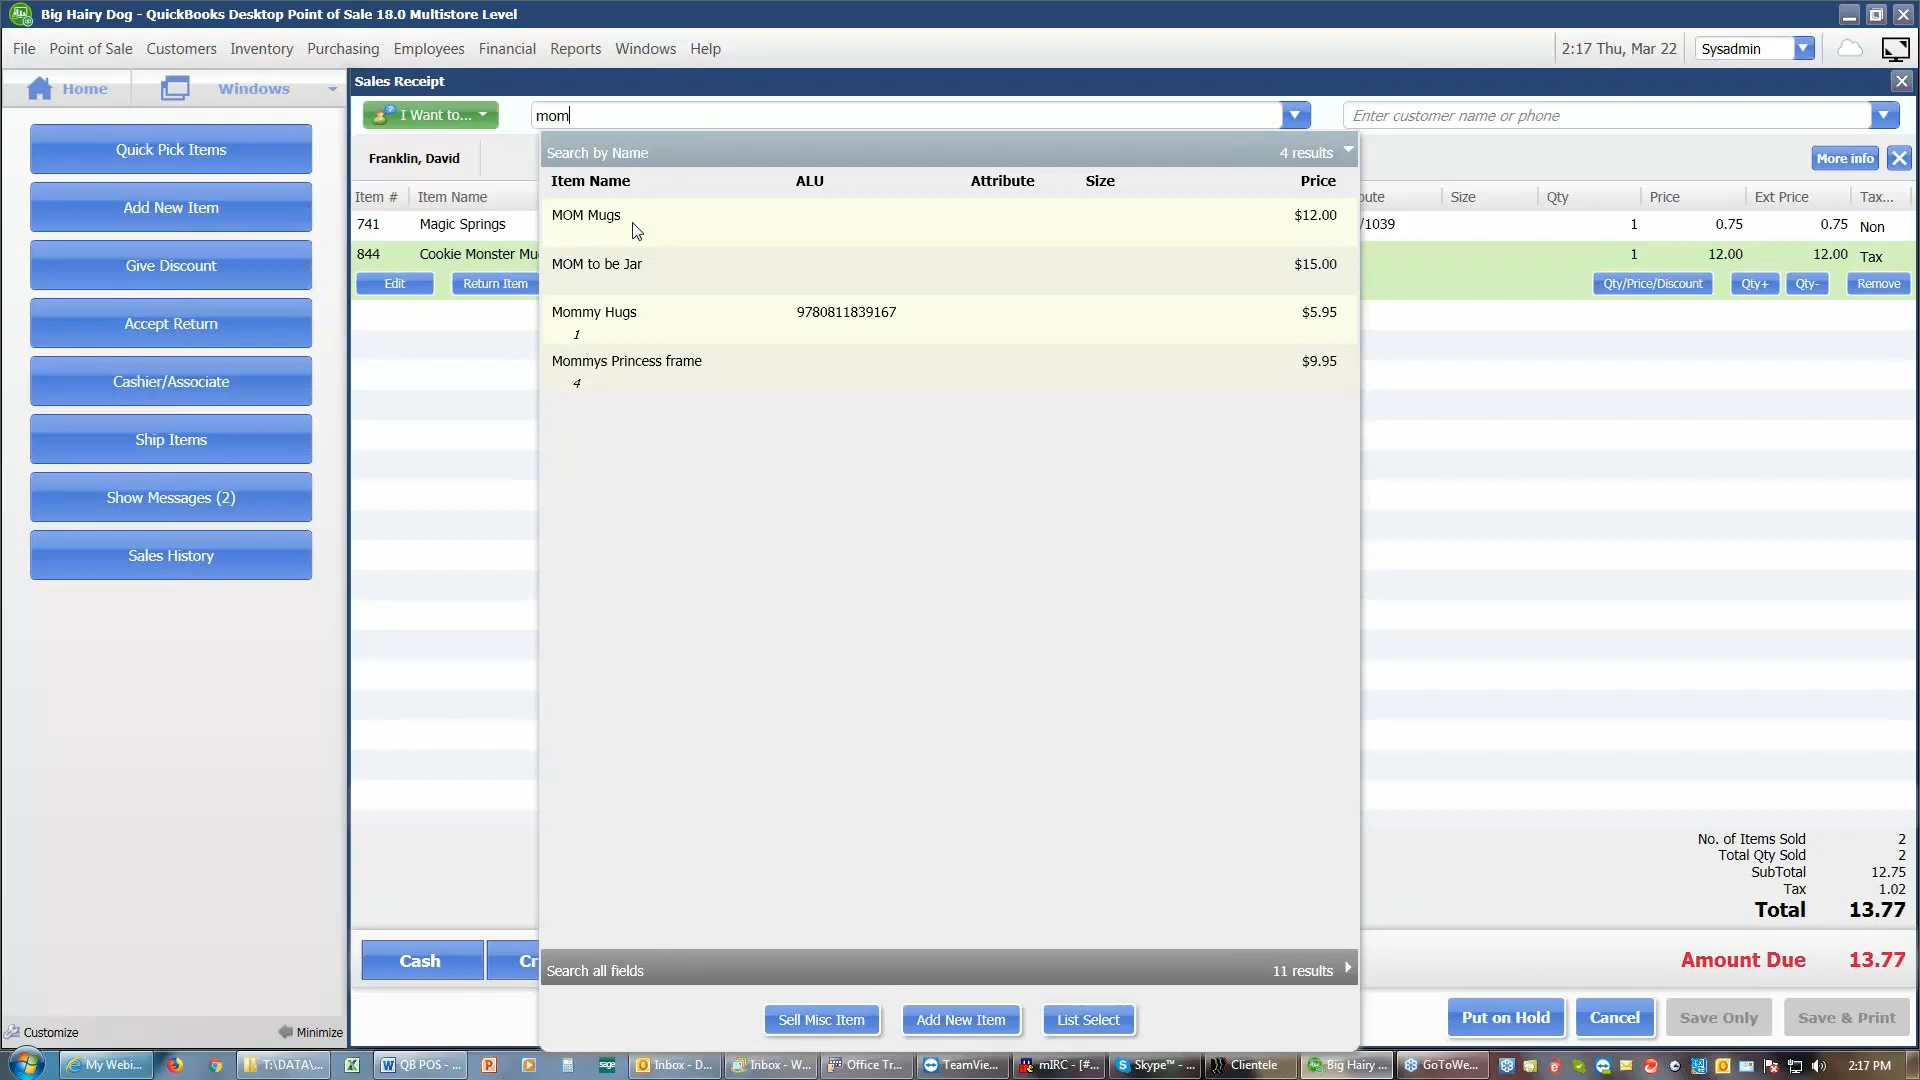 Big Hairy Dog - QuickBooks Desktop Point of Sale 18.0 Multistore Level
File Point of Sale Customers Inventory Purchasing Employees Financial Reports Windows Help
2:17 Thu, Mar 22 Sysadmin
Home Windows
Sales Receipt
I Want to... mom Enter customer name or phone
Quick Pick Items
Add New Item
Give Discount
Accept Return
Cashier/Associate
Ship Items
Show Messages (2)
Sales History
Customize Minimize
Franklin, David More info
Item # Item Name
Size Qty Price Ext Price Tax...
741 Magic Springs /1039 1 0.75 0.75 Non
844 Cookie Monster Mu 1 12.00 12.00 Tax
Edit Return Item Qty/Price/Discount Qty+ Qty- Remove
Search by Name 4 results
Item Name ALU Attribute Size Price
MOM Mugs $12.00
MOM to be Jar $15.00
Mommy Hugs 9780811839167 $5.95
1
Mommys Princess frame $9.95
4
Search all fields 11 results
Sell Misc Item Add New Item List Select
No. of Items Sold 2
Total Qty Sold 2
SubTotal 12.75
Tax 1.02
Total 13.77
Cash Cr
Amount Due 13.77
Put on Hold Cancel Save Only Save & Print
My Webi... T:\DATA\... QB POS - ... sage Inbox - D... Inbox - W... Office Tr... TeamVie... mIRC - [#... Skype™ - ... Clientele Big Hairy ... GoToWe... 2:17 PM